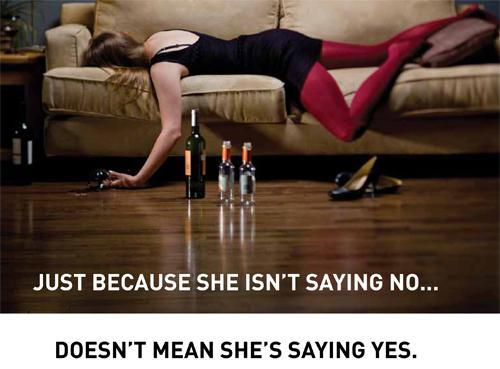 JUST BECAUSE SHE ISN'T SAYING NO...
DOESN'T MEAN SHE'S SAYING YES.